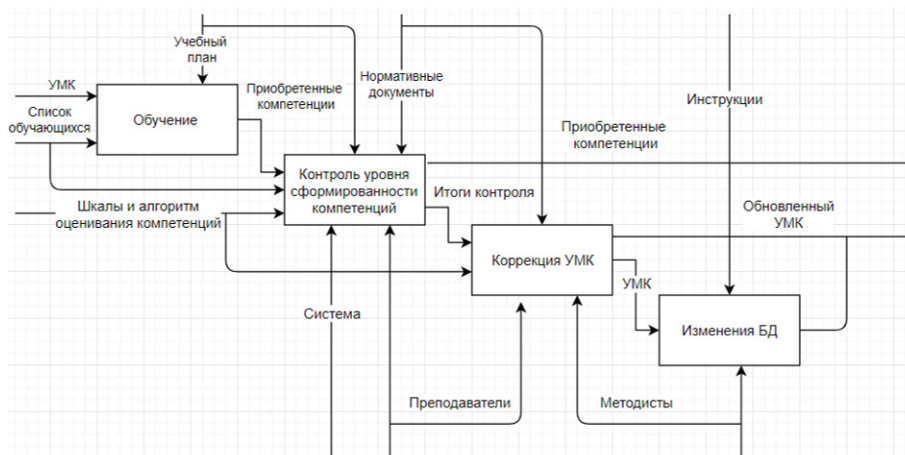 Учебный
план
УМК
Список
обучающихся
Обучение
Приобретенные
компетенции
Нормативные
документы
Инструкции
Приобретенные
компетенции
Контроль уровня
сформированности
компетенций
Шкалы и алгоритм
оценивания компетенций
Итоги контроля
Обновленный
УМК
Коррекция УМК
УМК
Изменения БД
Система
Преподаватели
Методисты